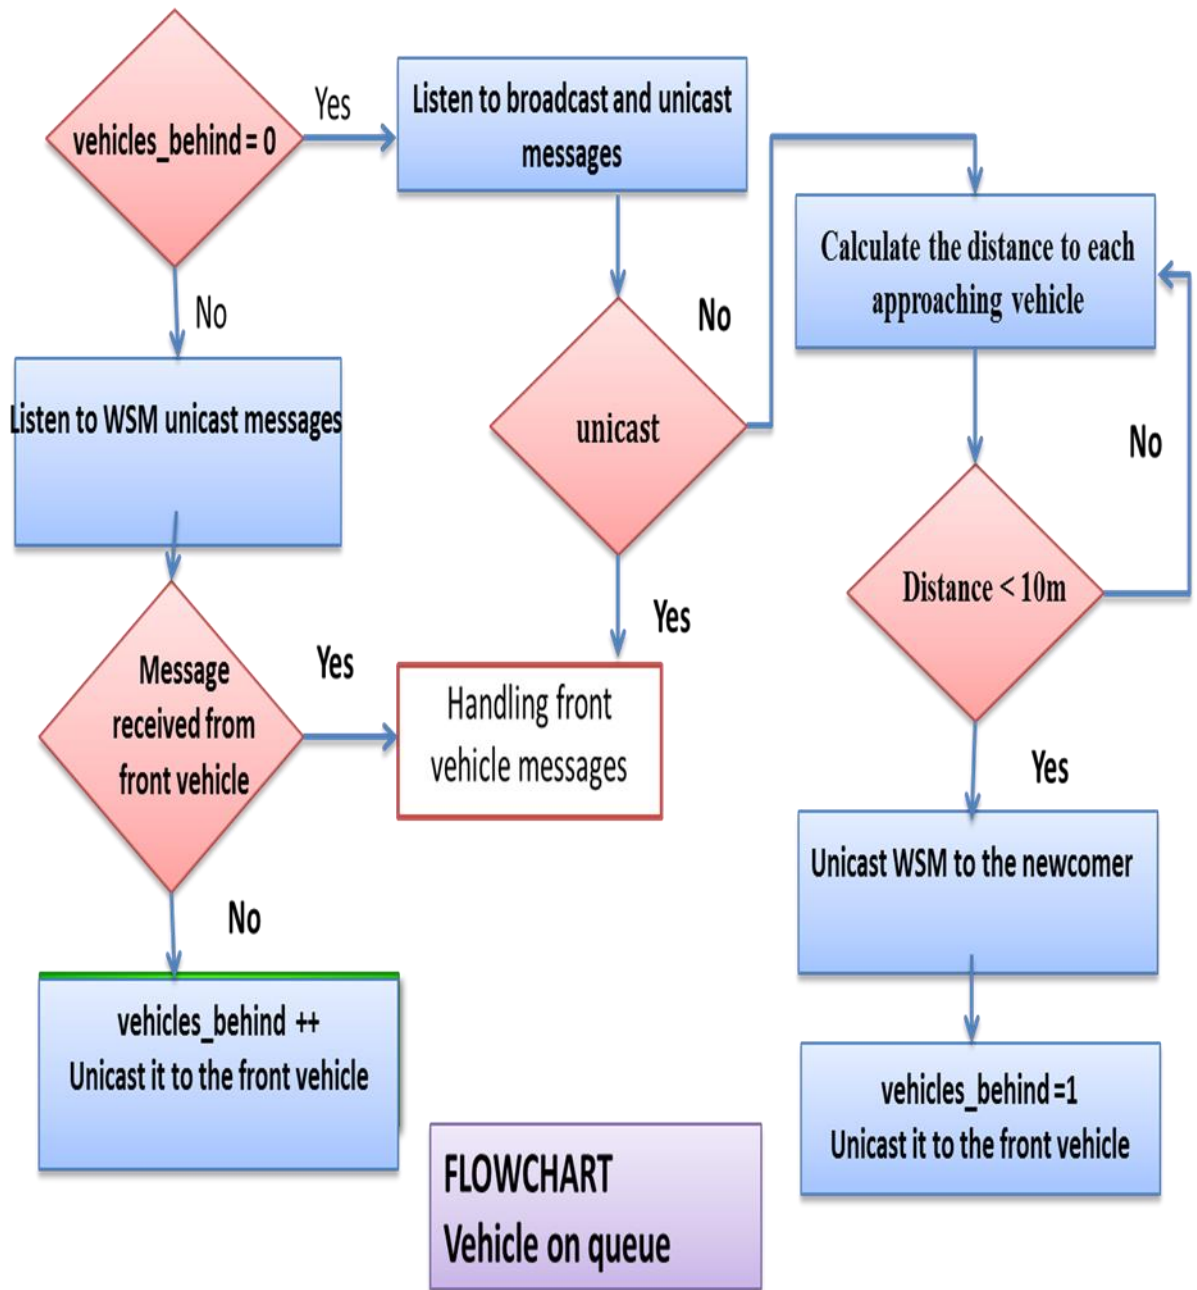 vehicles_behind = 0
Yes
Listen to broadcast and unicast
messages
No
Listen to WSM unicast messages
unicast
No
Calculate the distance to each
approaching vehicle
Distance < 10m
No
Yes
Message
received from
front vehicle
Yes
Handling front
vehicle messages
Yes
Unicast WSM to the newcomer
No
vehicles_behind ++
Unicast it to the front vehicle
vehicles_behind =1
Unicast it to the front vehicle
FLOWCHART
Vehicle on queue